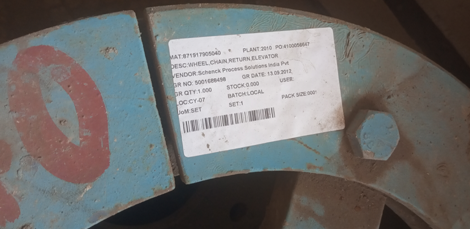 MAT:671917905040 PLANT:2010 PO:4100058607
DESC:WHEEL,CHAIN,RETURN,ELEVATOR
VENDOR:Schenck Process Solutions India Pvt
GR NO: 5001086498 GR DATE: 13.09.2012
GR QTY:1.000 STOCK:0.000 USER:
LOC:CY-07 BATCH:LOCAL
UoM:SET SET:1 PACK SIZE:000